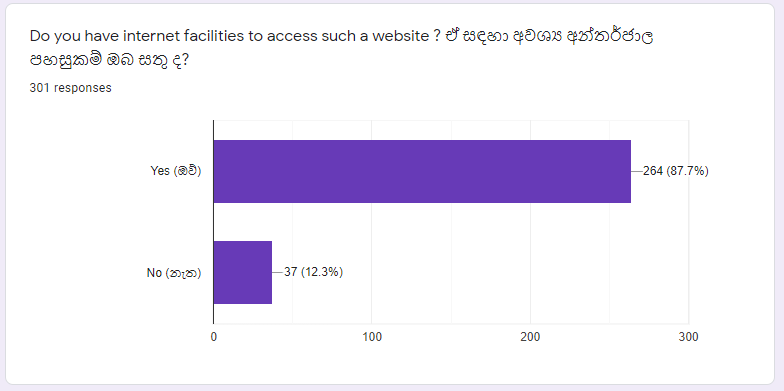 Do you have internet facilities to access such a website ? ඒ සඳහා අවශ්‍ය අන්තර්ජාල
පහසුකම් ඔබ සතු ද?
301 responses
Yes (ඔව්)
264 (87.7%)
No (නැත)
37 (12.3%)
0 100 200 300